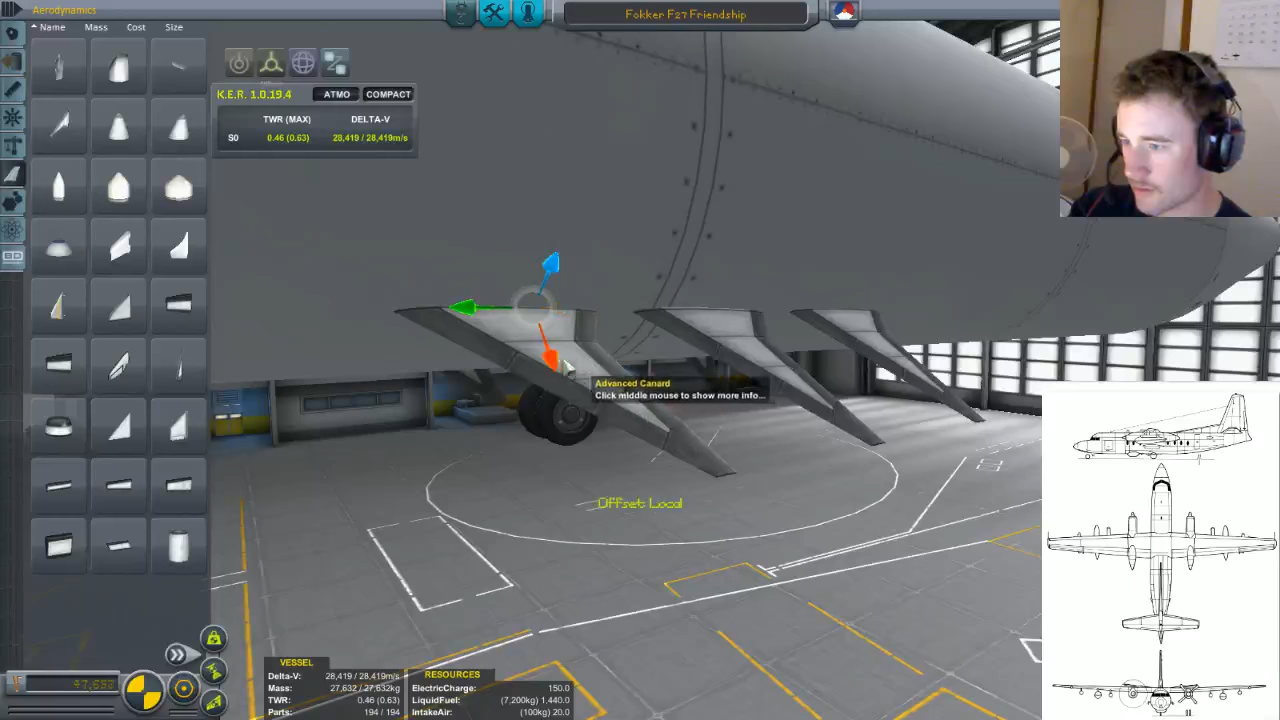 Aerodynamics
Fokker F27 Friendship
Name Mass Cost Size
K.E.R. 1.0.19.4 ATMO COMPACT
TWR (MAX) DELTA-V
S0 0.46 (0.63) 28,419 / 28,419m/s
Advanced Canard
Click middle mouse to show more info...
Offset: Local
VESSEL
Delta-V: 28,419 / 28,419m/s
Mass: 27,632 / 27,632kg
TWR: 0.46 (0.63)
Parts: 194 / 194
RESOURCES
ElectricCharge: 150.0
LiquidFuel: (7,200kg) 1,440.0
IntakeAir: (100kg) 20.0